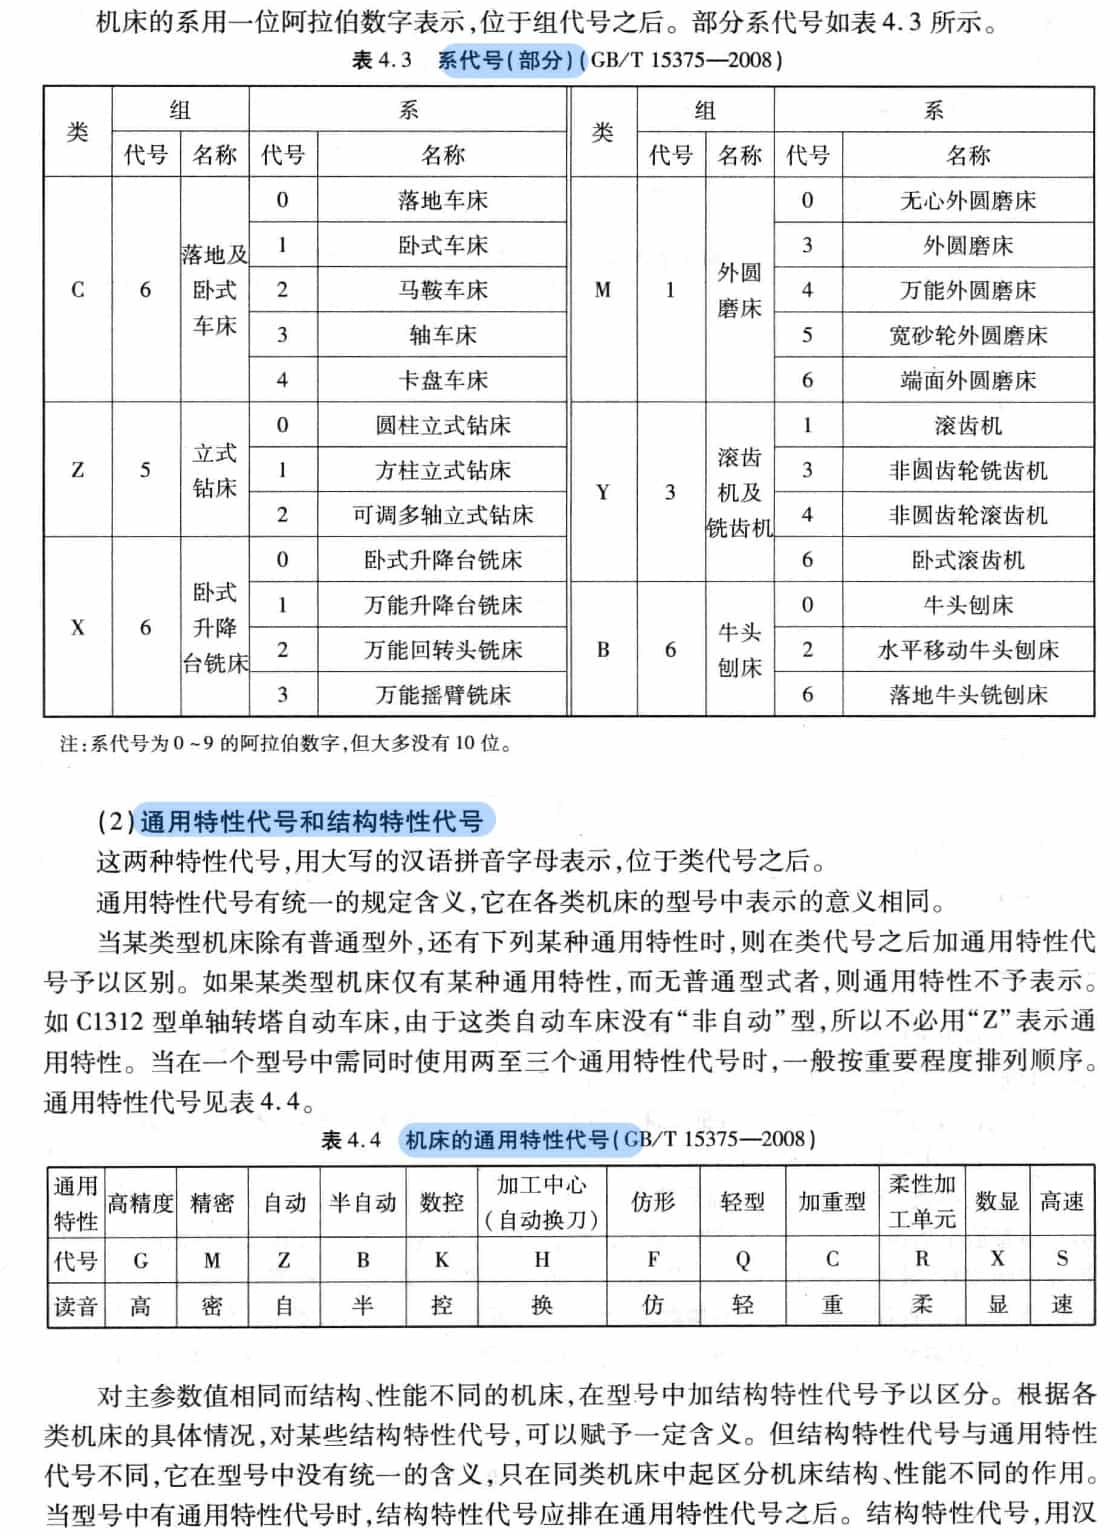 机床的系用一位阿拉伯数字表示,位于组代号之后。部分系代号如表4.3所示。
表4.3 系代号(部分)(GB/T 15375—2008)
类 组 系 类 组 系
代号 名称 代号 名称 代号 名称 代号 名称
C 6 落地及卧式车床 0 落地车床 M 1 外圆磨床 0 无心外圆磨床
1 卧式车床 3 外圆磨床
2 马鞍车床 4 万能外圆磨床
3 轴车床 5 宽砂轮外圆磨床
4 卡盘车床 6 端面外圆磨床
Z 5 立式钻床 0 圆柱立式钻床 Y 3 滚齿机及铣齿机 1 滚齿机
1 方柱立式钻床 3 非圆齿轮铣齿机
2 可调多轴立式钻床 4 非圆齿轮滚齿机
X 6 卧式升降台铣床 0 卧式升降台铣床 6 卧式滚齿机
1 万能升降台铣床 B 6 牛头刨床 0 牛头刨床
2 万能回转头铣床 2 水平移动牛头刨床
3 万能摇臂铣床 6 落地牛头铣刨床
注:系代号为0~9的阿拉伯数字,但大多没有10位。
(2)通用特性代号和结构特性代号
这两种特性代号,用大写的汉语拼音字母表示,位于类代号之后。
通用特性代号有统一的规定含义,它在各类机床的型号中表示的意义相同。
当某类型机床除有普通型外,还有下列某种通用特性时,则在类代号之后加通用特性代
号予以区别。如果某类型机床仅有某种通用特性,而无普通型式者,则通用特性不予表示。
如C1312型单轴转塔自动车床,由于这类自动车床没有“非自动”型,所以不必用“Z”表示通
用特性。当在一个型号中需同时使用两至三个通用特性代号时,一般按重要程度排列顺序。
通用特性代号见表4.4。
表4.4 机床的通用特性代号(GB/T 15375—2008)
通用特性 高精度 精密 自动 半自动 数控 加工中心(自动换刀) 仿形 轻型 加重型 柔性加工单元 数显 高速
代号 G M Z B K H F Q C R X S
读音 高 密 自 半 控 换 仿 轻 重 柔 显 速
对主参数值相同而结构、性能不同的机床,在型号中加结构特性代号予以区分。根据各
类机床的具体情况,对某些结构特性代号,可以赋予一定含义。但结构特性代号与通用特性
代号不同,它在型号中没有统一的含义,只在同类机床中起区分机床结构、性能不同的作用。
当型号中有通用特性代号时,结构特性代号应排在通用特性代号之后。结构特性代号,用汉